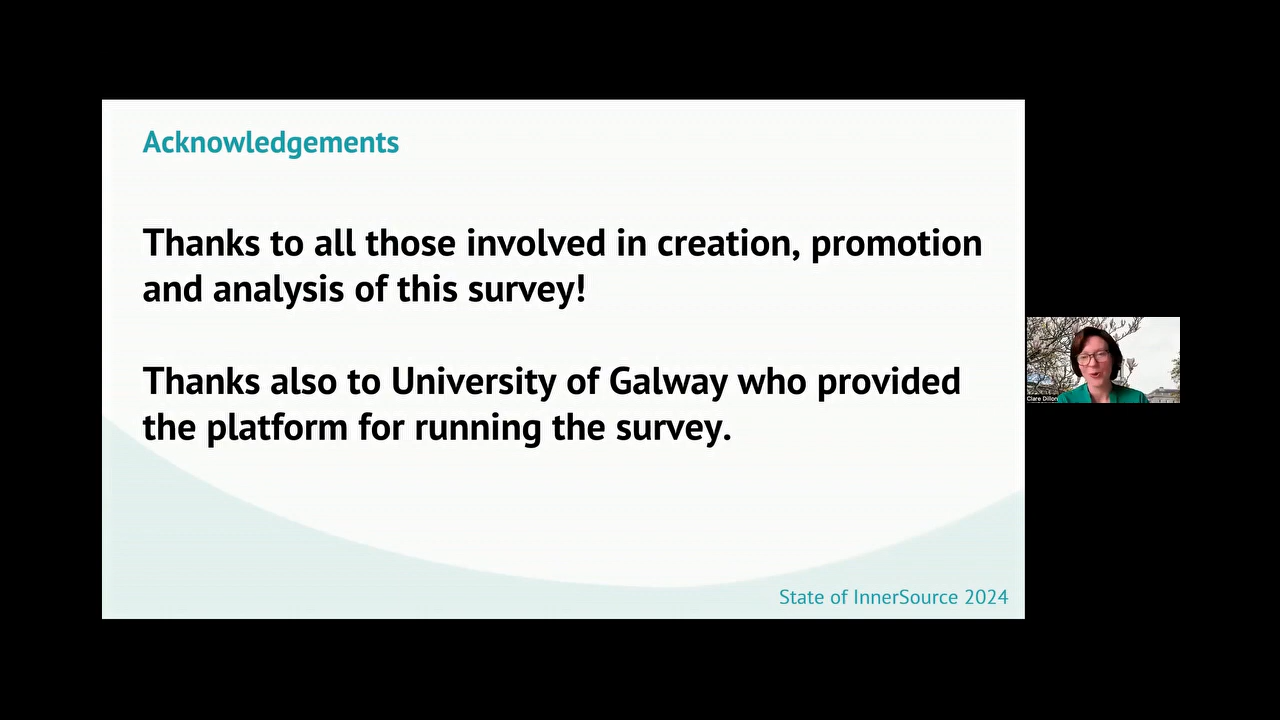 Acknowledgements
Thanks to all those involved in creation, promotion
and analysis of this survey!
Thanks also to University of Galway who provided
the platform for running the survey.
Clare Dillon
State of InnerSource 2024